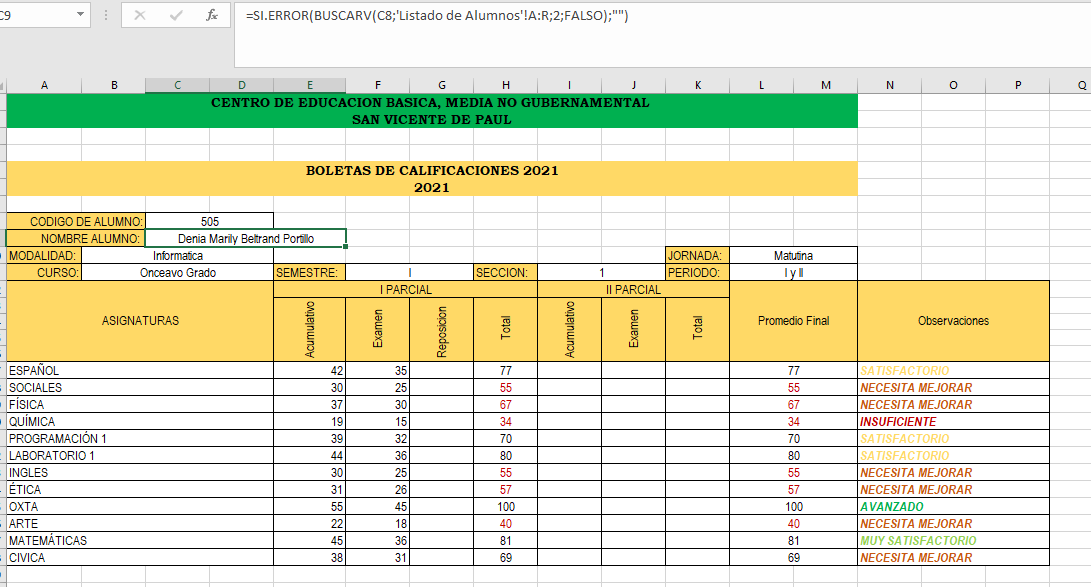 C9
fx
=SI.ERROR(BUSCARV(C8;'Listado de Alumnos'!A:R;2;FALSO);"")
A B C D E F G H I J K L M N O P Q
CENTRO DE EDUCACION BASICA, MEDIA NO GUBERNAMENTAL
SAN VICENTE DE PAUL
BOLETAS DE CALIFICACIONES 2021
2021
CODIGO DE ALUMNO: 505
NOMBRE ALUMNO: Denia Marily Beltrand Portillo
MODALIDAD: Informatica JORNADA: Matutina
CURSO: Onceavo Grado SEMESTRE: I SECCION: 1 PERIODO: I y II
ASIGNATURAS I PARCIAL II PARCIAL Promedio Final Observaciones
Acumulativo Examen Reposicion Total Acumulativo Examen Total
ESPAÑOL 42 35 77 77 SATISFACTORIO
SOCIALES 30 25 55 55 NECESITA MEJORAR
FÍSICA 37 30 67 67 NECESITA MEJORAR
QUÍMICA 19 15 34 34 INSUFICIENTE
PROGRAMACIÓN 1 39 32 70 70 SATISFACTORIO
LABORATORIO 1 44 36 80 80 SATISFACTORIO
INGLES 30 25 55 55 NECESITA MEJORAR
ÉTICA 31 26 57 57 NECESITA MEJORAR
OXTA 55 45 100 100 AVANZADO
ARTE 22 18 40 40 NECESITA MEJORAR
MATEMÁTICAS 45 36 81 81 MUY SATISFACTORIO
CIVICA 38 31 69 69 NECESITA MEJORAR